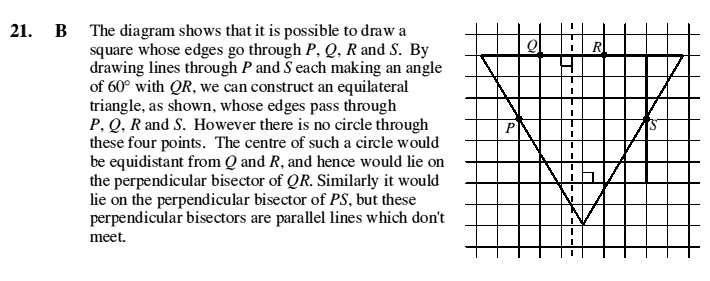 21. B The diagram shows that it is possible to draw a
square whose edges go through P, Q, R and S. By
drawing lines through P and S each making an angle
of 60° with QR, we can construct an equilateral
triangle, as shown, whose edges pass through
P, Q, R and S. However there is no circle through
these four points. The centre of such a circle would
be equidistant from Q and R, and hence would lie on
the perpendicular bisector of QR. Similarly it would
lie on the perpendicular bisector of PS, but these
perpendicular bisectors are parallel lines which don't
meet.
Q R
P S